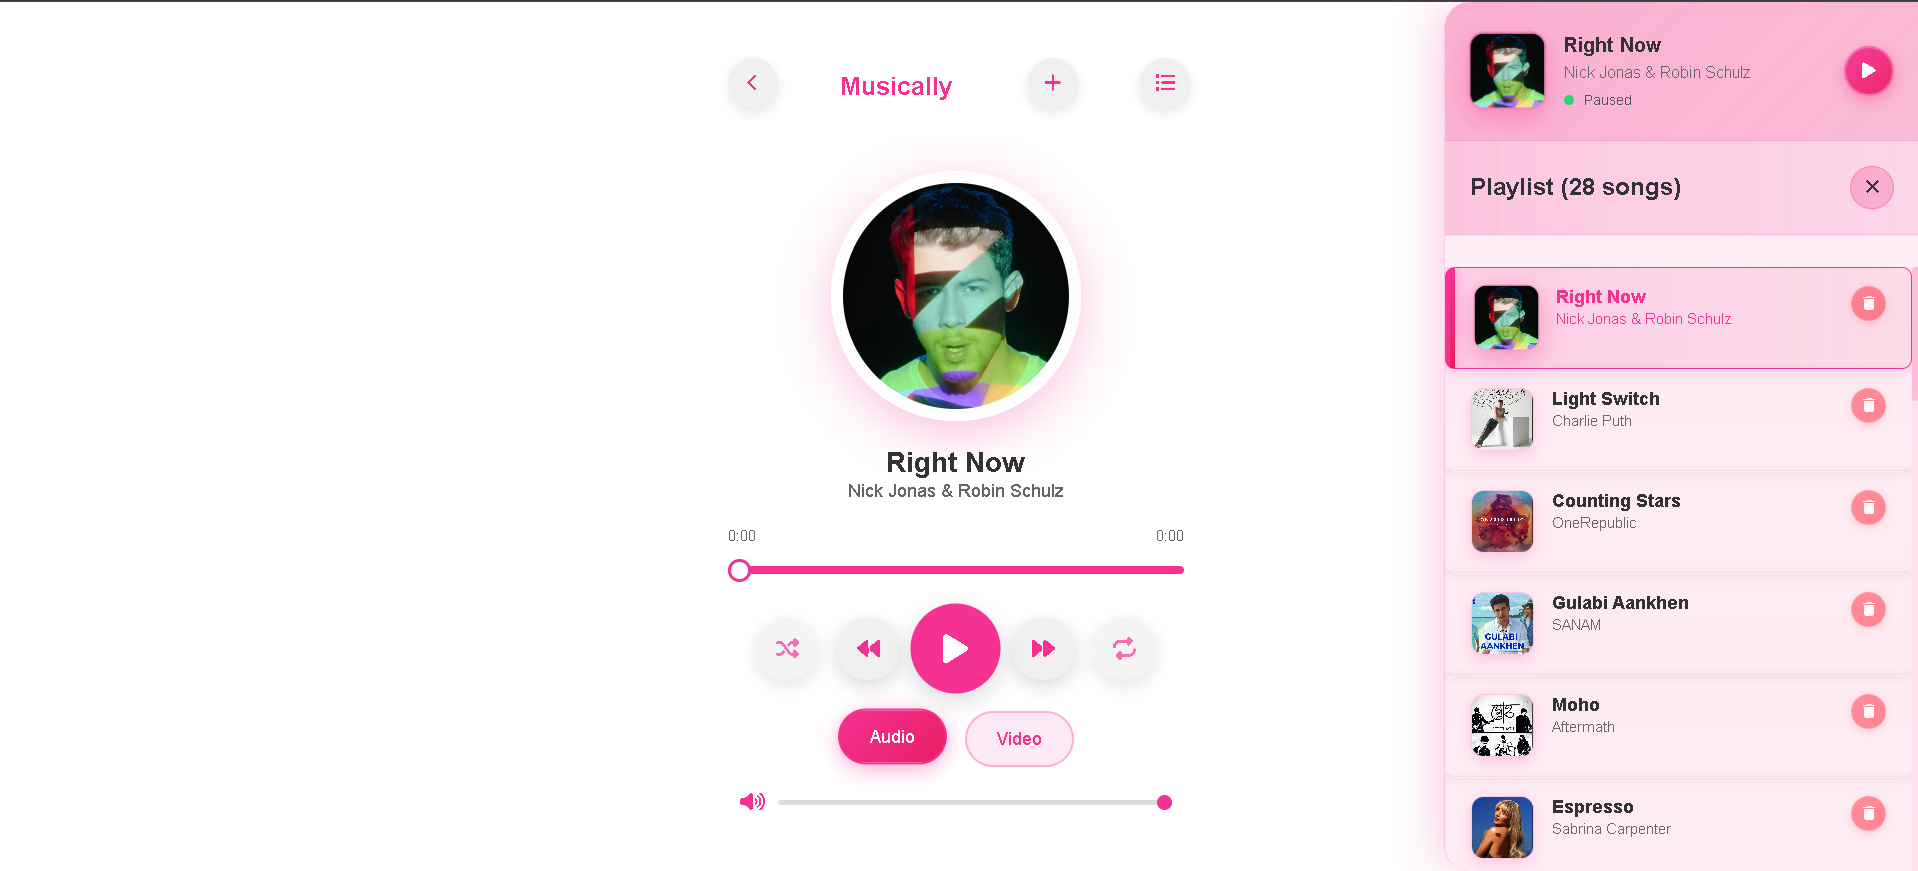 Musically
Right Now
Nick Jonas & Robin Schulz
0:00 0:00
Audio
Video
Right Now
Nick Jonas & Robin Schulz
Paused
Playlist (28 songs)
Right Now
Nick Jonas & Robin Schulz
Light Switch
Charlie Puth
Counting Stars
OneRepublic
Gulabi Aankhen
SANAM
GULABI
AANKHEN
Moho
Aftermath
Espresso
Sabrina Carpenter